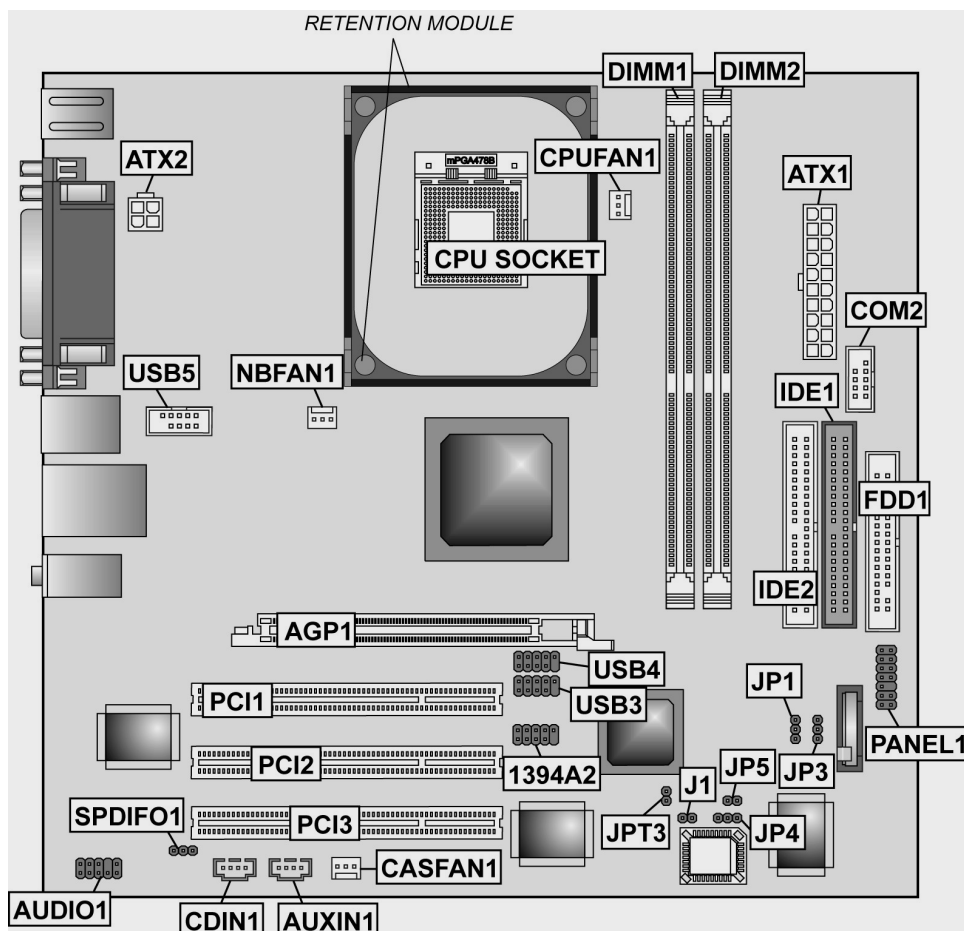 RETENTION MODULE
DIMM1
DIMM2
ATX2
CPUFAN1
mPGA478B
ATX1
CPU SOCKET
COM2
USB5
NBFAN1
IDE1
FDD1
IDE2
AGP1
USB4
PCI1
USB3
JP1
PANEL1
PCI2
1394A2
JP5
JP3
J1
SPDIFO1
PCI3
JPT3
JP4
CASFAN1
AUDIO1
CDIN1
AUXIN1